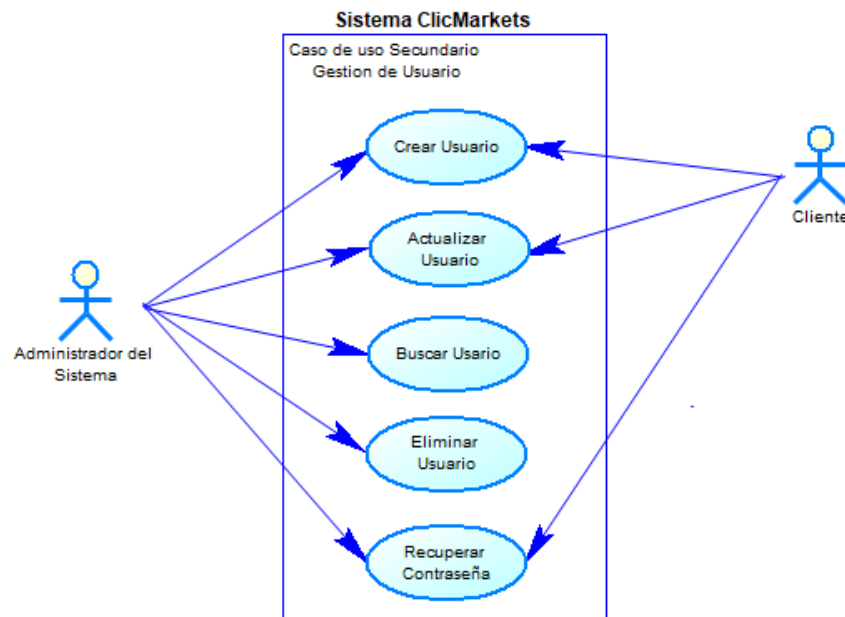 Sistema ClicMarkets
Caso de uso Secundario
Gestion de Usuario
Crear Usuario
Cliente
Actualizar
Usuario
Administrador del
Sistema
Buscar Usario
Eliminar
Usuario
Recuperar
Contraseña